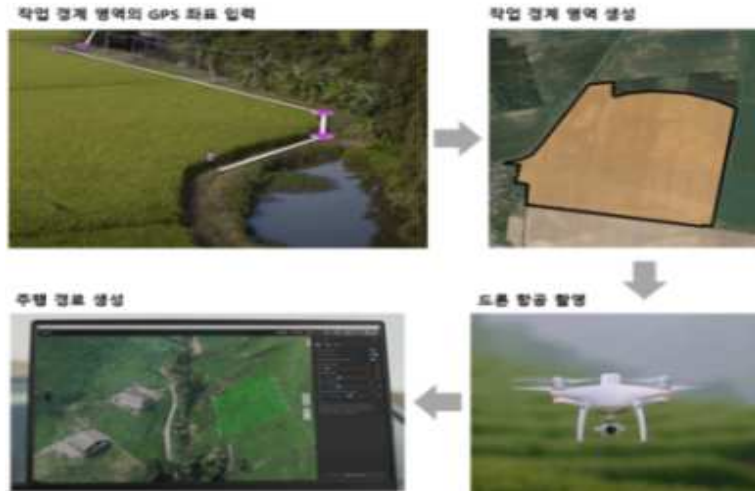 작업 경계 영역의 GPS 좌표 입력
작업 경계 영역 생성
주행 경로 생성
드론 항공 촬영